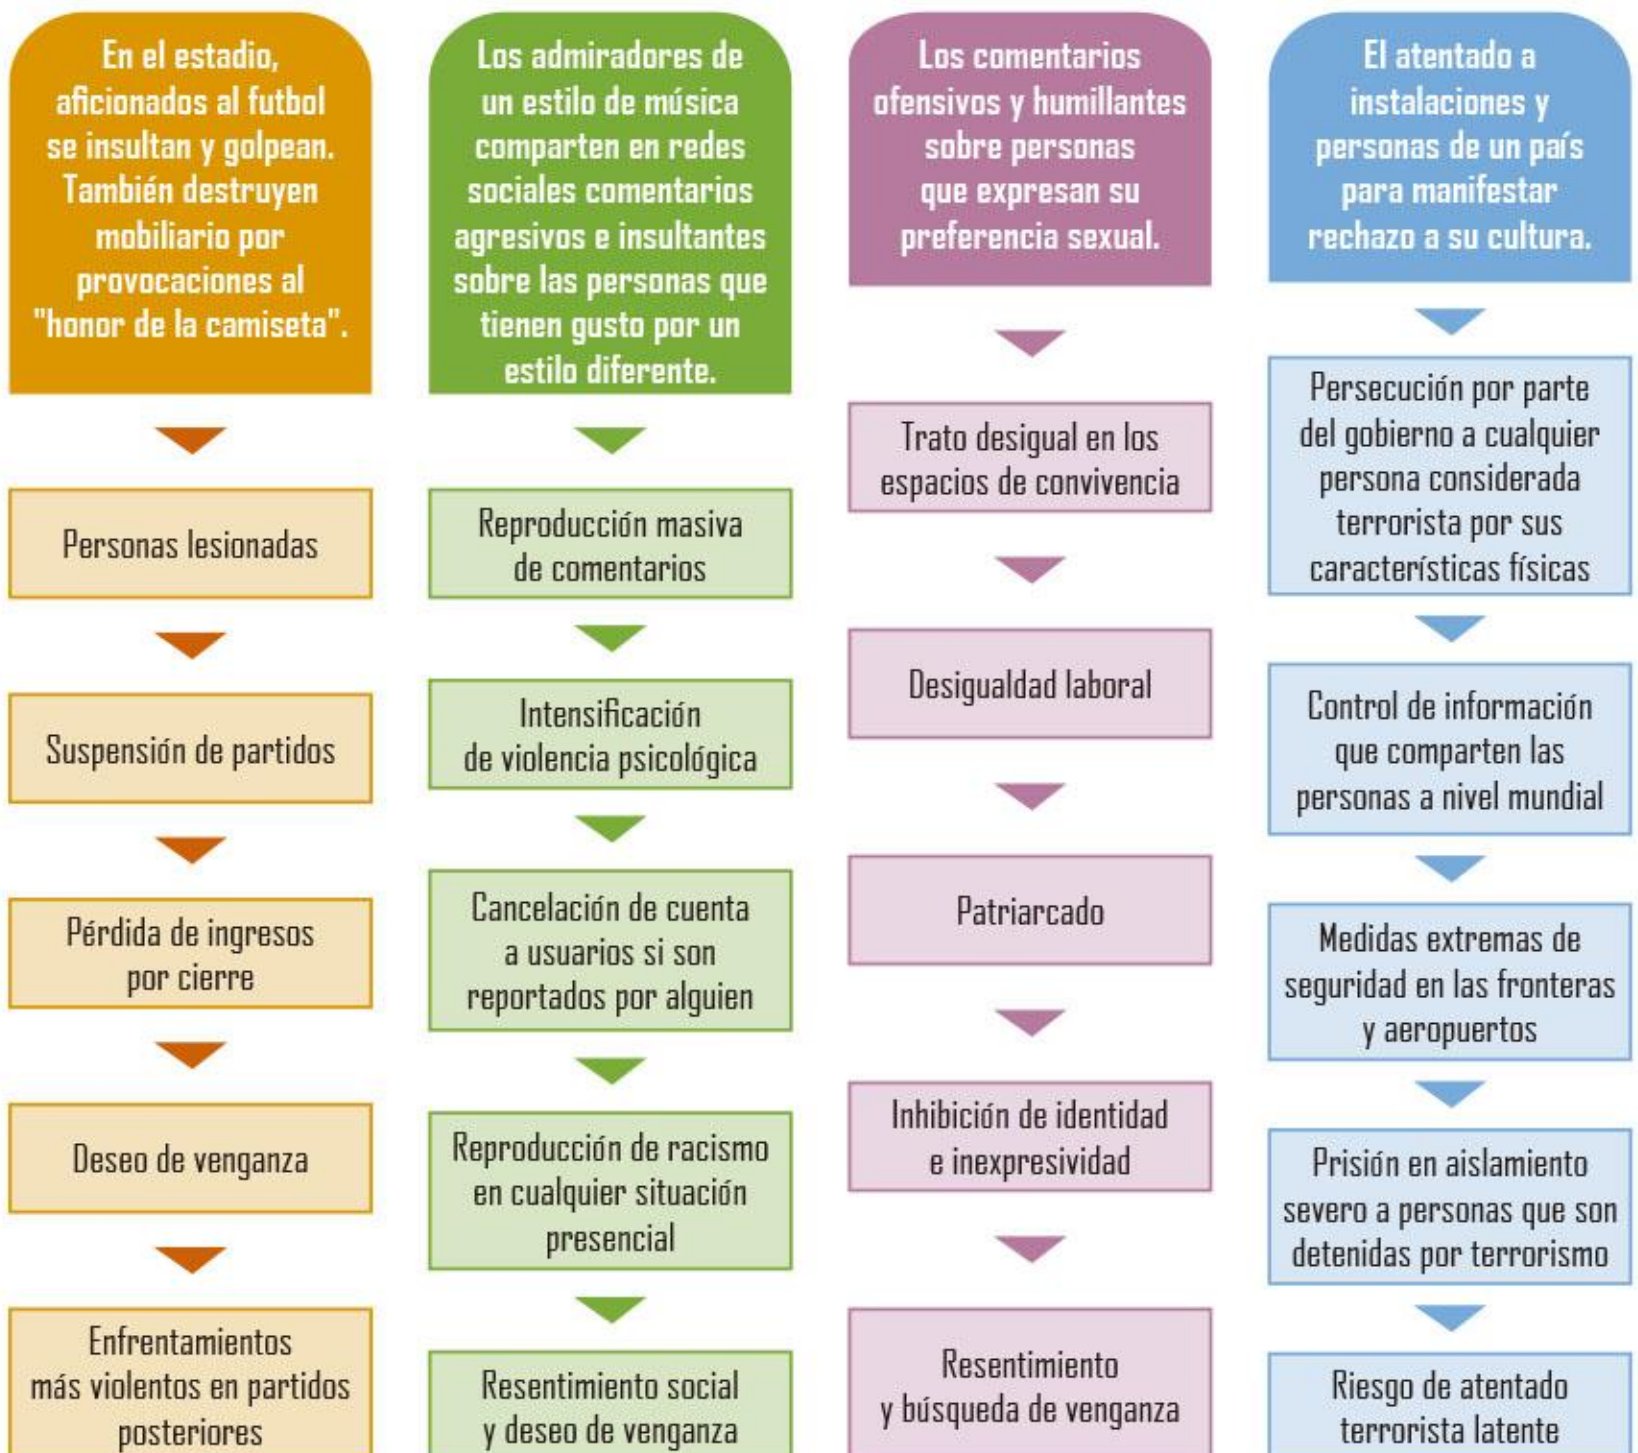 En el estadio,
aficionados al futbol
se insultan y golpean.
También destruyen
mobiliario por
provocaciones al
"honor de la camiseta".
Personas lesionadas
Suspensión de partidos
Pérdida de ingresos
por cierre
Deseo de venganza
Enfrentamientos
más violentos en partidos
posteriores
Los admiradores de
un estilo de música
comparten en redes
sociales comentarios
agresivos e insultantes
sobre las personas que
tienen gusto por un
estilo diferente.
Reproducción masiva
de comentarios
Intensificación
de violencia psicológica
Cancelación de cuenta
a usuarios si son
reportados por alguien
Reproducción de racismo
en cualquier situación
presencial
Resentimiento social
y deseo de venganza
Los comentarios
ofensivos y humillantes
sobre personas
que expresan su
preferencia sexual.
Trato desigual en los
espacios de convivencia
Desigualdad laboral
Patriarcado
Inhibición de identidad
e inexpresividad
Resentimiento
y búsqueda de venganza
El atentado a
instalaciones y
personas de un país
para manifestar
rechazo a su cultura.
Persecución por parte
del gobierno a cualquier
persona considerada
terrorista por sus
características físicas
Control de información
que comparten las
personas a nivel mundial
Medidas extremas de
seguridad en las fronteras
y aeropuertos
Prisión en aislamiento
severo a personas que son
detenidas por terrorismo
Riesgo de atentado
terrorista latente